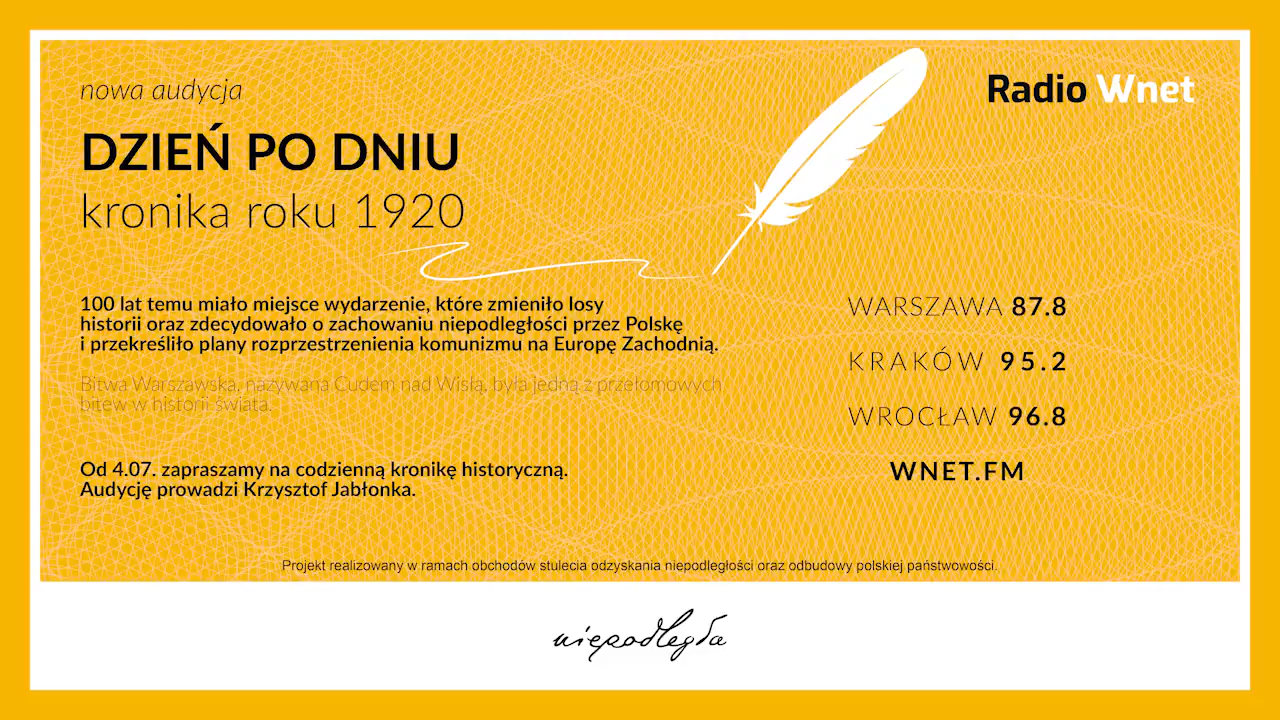 nowa audycja
Radio Wnet
DZIEŃ PO DNIU
kronika roku 1920
100 lat temu miało miejsce wydarzenie, które zmieniło losy
historii oraz zdecydowało o zachowaniu niepodległości przez Polskę
i przekreśliło plany rozprzestrzenienia komunizmu na Europę Zachodnią.
Bitwa Warszawska, nazywana Cudem nad Wisłą, była jedną z przełomowych
bitew w historii świata.
Od 4.07. zapraszamy na codzienną kronikę historyczną.
Audycję prowadzi Krzysztof Jabłonka.
WARSZAWA 87.8
KRAKÓW 95.2
WROCŁAW 96.8
WNET.FM
Projekt realizowany w ramach obchodów stulecia odzyskania niepodległości oraz odbudowy polskiej państwowości.
niepodległa